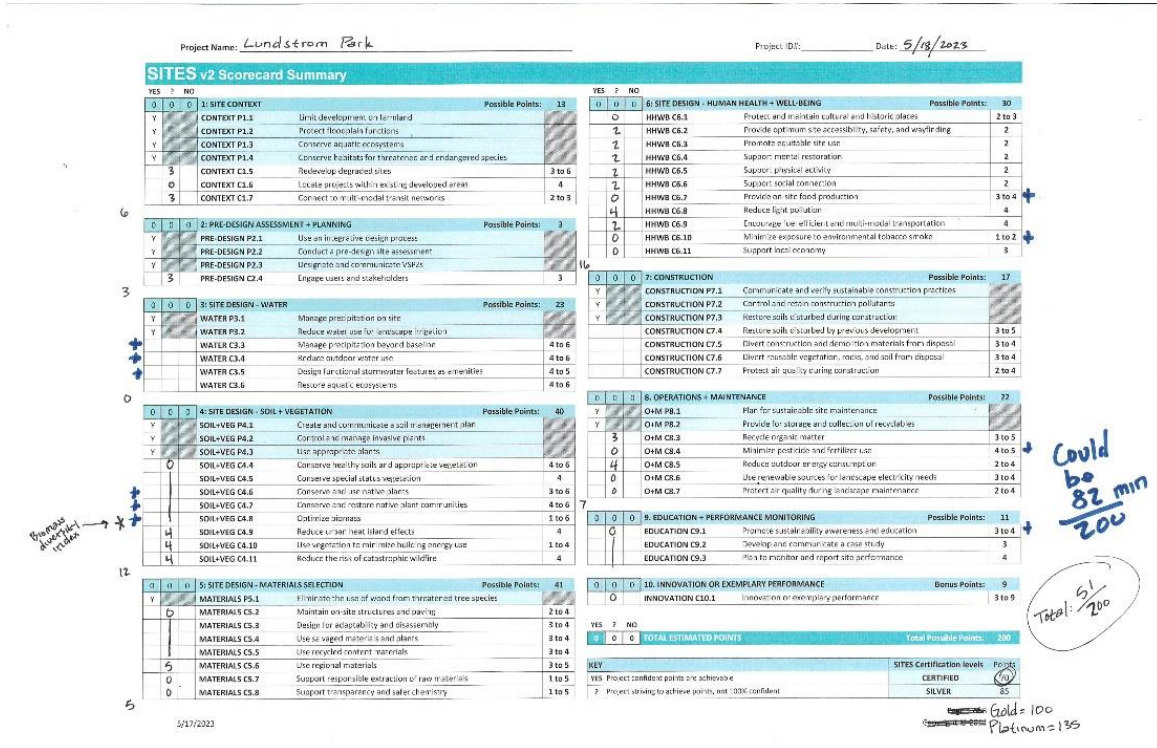 Project Name: Lundstrom Park
Project ID#: Date: 5/18/2023
SITES v2 Scorecard Summary
YES ? NO
0 0 0 1: SITE CONTEXT Possible Points: 13
Y CONTEXT P1.1 Limit development on farmland
Y CONTEXT P1.2 Protect floodplain functions
Y CONTEXT P1.3 Conserve aquatic ecosystems
Y CONTEXT P1.4 Conserve habitats for threatened and endangered species
3 CONTEXT C1.5 Redevelop degraded sites 3 to 6
0 CONTEXT C1.6 Locate projects within existing developed areas 4
3 CONTEXT C1.7 Connect to multi-modal transit networks 2 to 3
6
0 0 0 2: PRE-DESIGN ASSESSMENT + PLANNING Possible Points: 3
Y PRE-DESIGN P2.1 Use an integrative design process
Y PRE-DESIGN P2.2 Conduct a pre-design site assessment
Y PRE-DESIGN P2.3 Designate and communicate VSPZs
3 PRE-DESIGN C2.4 Engage users and stakeholders 3
3
0 0 0 3: SITE DESIGN - WATER Possible Points: 23
Y WATER P3.1 Manage precipitation on site
Y WATER P3.2 Reduce water use for landscape irrigation
+ WATER C3.3 Manage precipitation beyond baseline 4 to 6
+ WATER C3.4 Reduce outdoor water use 4 to 6
+ WATER C3.5 Design functional stormwater features as amenities 4 to 5
WATER C3.6 Restore aquatic ecosystems 4 to 6
0
0 0 0 4: SITE DESIGN - SOIL + VEGETATION Possible Points: 40
Y SOIL+VEG P4.1 Create and communicate a soil management plan
Y SOIL+VEG P4.2 Control and manage invasive plants
Y SOIL+VEG P4.3 Use appropriate plants
0 SOIL+VEG C4.4 Conserve healthy soils and appropriate vegetation 4 to 6
SOIL+VEG C4.5 Conserve special status vegetation 4
+ SOIL+VEG C4.6 Conserve and use native plants 3 to 6
+ SOIL+VEG C4.7 Conserve and restore native plant communities 4 to 6
Biomass → * + SOIL+VEG C4.8 Optimize biomass 1 to 6
index
4 SOIL+VEG C4.9 Reduce urban heat island effects 4
4 SOIL+VEG C4.10 Use vegetation to minimize building energy use 1 to 4
4 SOIL+VEG C4.11 Reduce the risk of catastrophic wildfire 4
12
0 0 0 5: SITE DESIGN - MATERIALS SELECTION Possible Points: 41
Y MATERIALS P5.1 Eliminate the use of wood from threatened tree species
0 MATERIALS C5.2 Maintain on-site structures and paving 2 to 4
MATERIALS C5.3 Design for adaptability and disassembly 3 to 4
MATERIALS C5.4 Use salvaged materials and plants 3 to 4
MATERIALS C5.5 Use recycled content materials 3 to 4
5 MATERIALS C5.6 Use regional materials 3 to 5
0 MATERIALS C5.7 Support responsible extraction of raw materials 1 to 5
0 MATERIALS C5.8 Support transparency and safer chemistry 1 to 5
5
5/17/2023
YES ? NO
0 0 0 6: SITE DESIGN - HUMAN HEALTH + WELL-BEING Possible Points: 30
0 HHWB C6.1 Protect and maintain cultural and historic places 2 to 3
2 HHWB C6.2 Provide optimum site accessibility, safety, and wayfinding 2
2 HHWB C6.3 Promote equitable site use 2
2 HHWB C6.4 Support mental restoration 2
2 HHWB C6.5 Support physical activity 2
2 HHWB C6.6 Support social connection 2
0 HHWB C6.7 Provide on-site food production 3 to 4 +
4 HHWB C6.8 Reduce light pollution 4
2 HHWB C6.9 Encourage fuel efficient and multi-modal transportation 4
0 HHWB C6.10 Minimize exposure to environmental tobacco smoke 1 to 2 +
0 HHWB C6.11 Support local economy 3
16
0 0 0 7: CONSTRUCTION Possible Points: 17
Y CONSTRUCTION P7.1 Communicate and verify sustainable construction practices
Y CONSTRUCTION P7.2 Control and retain construction pollutants
Y CONSTRUCTION P7.3 Restore soils disturbed during construction
CONSTRUCTION C7.4 Restore soils disturbed by previous development 3 to 5
CONSTRUCTION C7.5 Divert construction and demolition materials from disposal 3 to 4
CONSTRUCTION C7.6 Divert reusable vegetation, rocks, and soil from disposal 3 to 4
CONSTRUCTION C7.7 Protect air quality during construction 2 to 4
0 0 0 8. OPERATIONS + MAINTENANCE Possible Points: 22
Y O+M P8.1 Plan for sustainable site maintenance
Y O+M P8.2 Provide for storage and collection of recyclables
3 O+M C8.3 Recycle organic matter 3 to 5
0 O+M C8.4 Minimize pesticide and fertilizer use 4 to 5 +
4 O+M C8.5 Reduce outdoor energy consumption 2 to 4
0 O+M C8.6 Use renewable sources for landscape electricity needs 3 to 4
0 O+M C8.7 Protect air quality during landscape maintenance 2 to 4
7
0 0 0 9. EDUCATION + PERFORMANCE MONITORING Possible Points: 11
0 EDUCATION C9.1 Promote sustainability awareness and education 3 to 4 +
EDUCATION C9.2 Develop and communicate a case study 3
EDUCATION C9.3 Plan to monitor and report site performance 4
0 0 0 10. INNOVATION OR EXEMPLARY PERFORMANCE Bonus Points: 9
0 INNOVATION C10.1 Innovation or exemplary performance 3 to 9
YES ? NO
0 0 0 TOTAL ESTIMATED POINTS Total Possible Points: 200
KEY SITES Certification levels Points
YES Project confident points are achievable CERTIFIED 70
? Project striving to achieve points, not 100% confident SILVER 85
Gold = 100
Platinum = 135
Could
be
82 min
200
Total: 51/200